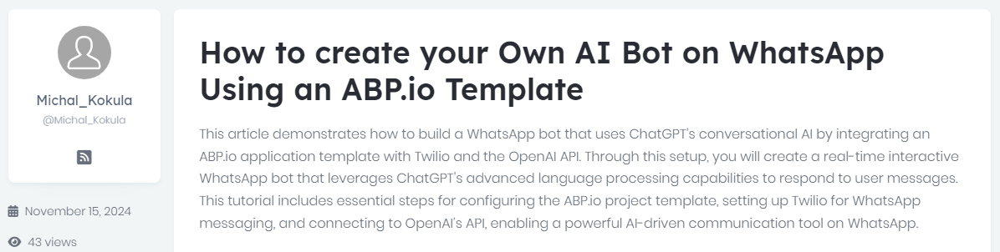 Michal_Kokula
@Michal_Kokula
November 15, 2024
43 views
How to create your Own AI Bot on WhatsApp
Using an ABP.io Template
This article demonstrates how to build a WhatsApp bot that uses ChatGPT's conversational AI by integrating an
ABP.io application template with Twilio and the OpenAI API. Through this setup, you will create a real-time interactive
WhatsApp bot that leverages ChatGPT's advanced language processing capabilities to respond to user messages.
This tutorial includes essential steps for configuring the ABP.io project template, setting up Twilio for WhatsApp
messaging, and connecting to OpenAI's API, enabling a powerful AI-driven communication tool on WhatsApp.